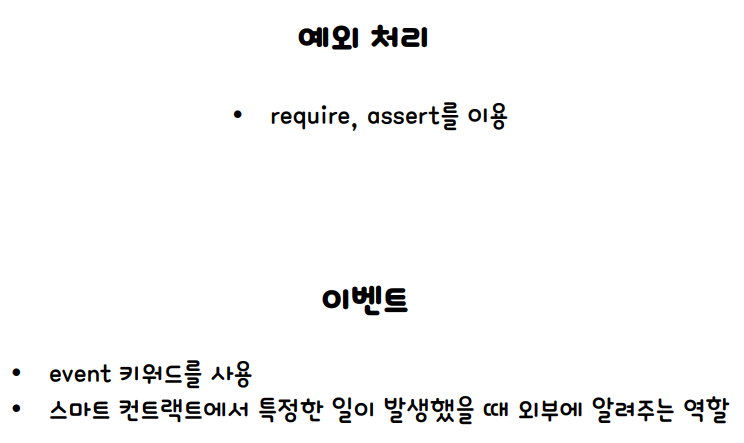 예외 처리
• require, assert를 이용
이벤트
• event 키워드를 사용
• 스마트 컨트랙트에서 특정한 일이 발생했을 때 외부에 알려주는 역할